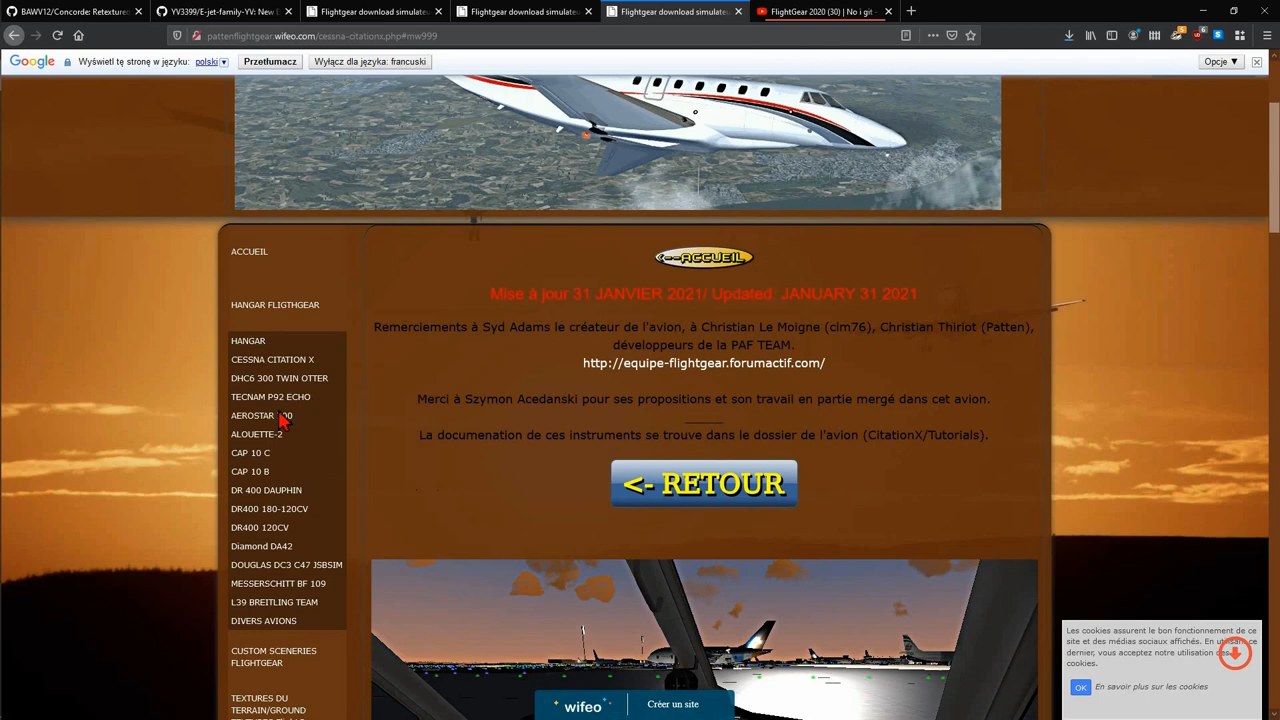 BAWV12/Concorde: Retextured
YV3399/E-jet-family-YV: New E
Flightgear download simulateu
Flightgear download simulateu
Flightgear download simulateu
FlightGear 2020 (30) | No i git -
pattenflightgear.wifeo.com/cessna-citationx.php#mw999
Google Wyświetl tę stronę w języku: polski Przetłumacz Wyłącz dla języka: francuski Opcje ▼
ACCUEIL
HANGAR FLIGTHGEAR
HANGAR
CESSNA CITATION X
DHC6 300 TWIN OTTER
TECNAM P92 ECHO
AEROSTAR
ALOUETTE-2
CAP 10 C
CAP 10 B
DR 400 DAUPHIN
DR400 180-120CV
DR400 120CV
Diamond DA42
DOUGLAS DC3 C47 JSBSIM
MESSERSCHITT BF 109
L39 BREITLING TEAM
DIVERS AVIONS
CUSTOM SCENERIES
FLIGHTGEAR
TEXTURES DU
TERRAIN/GROUND
<--ACCUEIL
Mise à jour 31 JANVIER 2021/ Updated: JANUARY 31 2021
Remerciements à Syd Adams le créateur de l'avion, à Christian Le Moigne (clm76), Christian Thiriot (Patten),
développeurs de la PAF TEAM.
http://equipe-flightgear.forumactif.com/
Merci à Szymon Acedanski pour ses propositions et son travail en partie mergé dans cet avion.
La documenation de ces instruments se trouve dans le dossier de l'avion (CitationX/Tutorials).
<- RETOUR
wifeo Créer un site
Les cookies assurent le bon fonctionnement de ce
site et des médias sociaux affichés. En utilisant ce
dernier, vous acceptez notre utilisation des
cookies.
OK En savoir plus sur les cookies